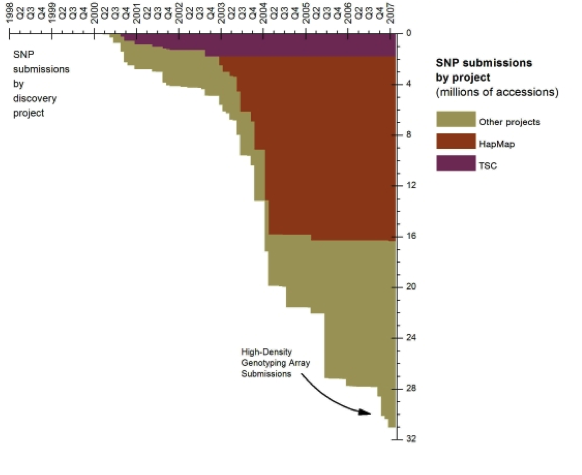 1998 Q2 Q3 Q4 1999 Q2 Q3 Q4 2000 Q2 Q3 Q4 2001 Q2 Q3 Q4 2002 Q2 Q3 Q4 2003 Q2 Q3 Q4 2004 Q2 Q3 Q4 2005 Q2 Q3 Q4 2006 Q2 Q3 Q4 2007
SNP
submissions
by
discovery
project
0
4
8
12
16
20
24
28
32
SNP submissions
by project
(millions of accessions)
Other projects
HapMap
TSC
High-Density
Genotyping Array
Submissions